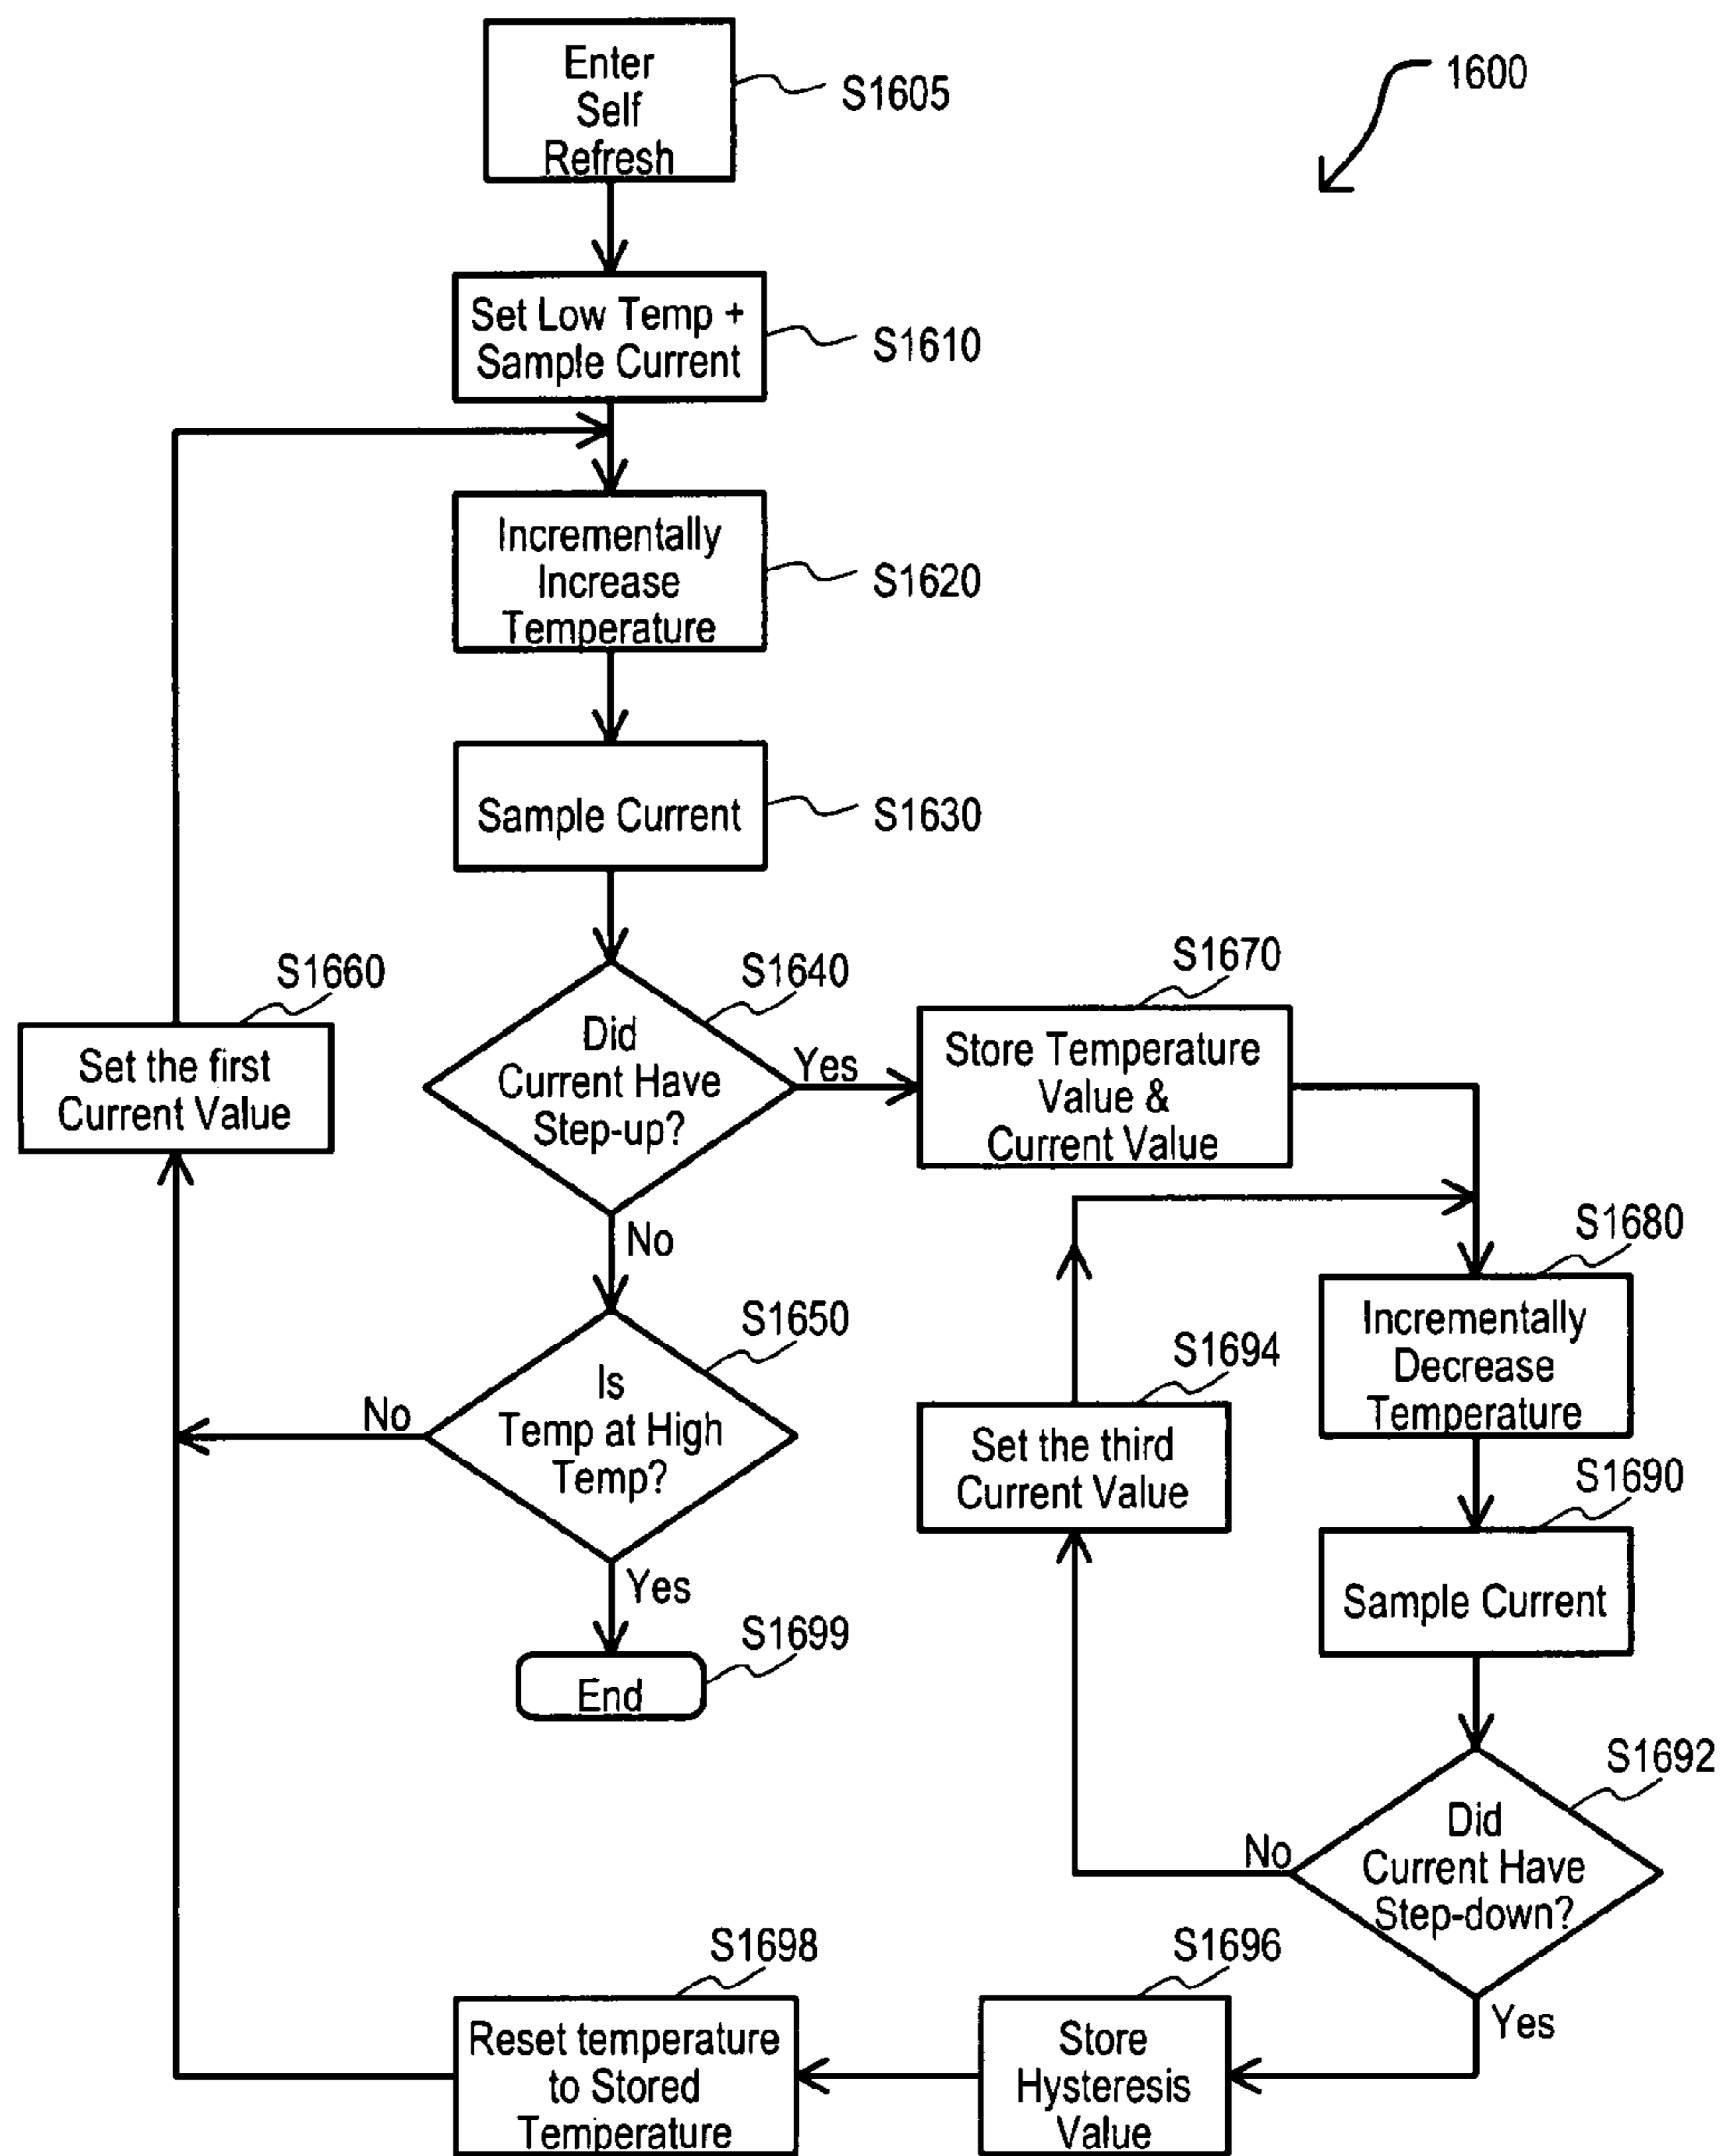 Enter
Self
Refresh
S1605
1600
Set Low Temp +
Sample Current
S1610
Incrementally
Increase
Temperature
S1620
Sample Current
S1630
S1660
Set the first
Current Value
S1640
Did
Current Have
Step-up?
Yes
No
S1670
Store Temperature
Value &
Current Value
S1680
Incrementally
Decrease
Temperature
S1650
Is
Temp at High
Temp?
No
Yes
S1694
Set the third
Current Value
S1690
Sample Current
S1699
End
S1692
Did
Current Have
Step-down?
No
Yes
S1698
Reset temperature
to Stored
Temperature
S1696
Store
Hysteresis
Value